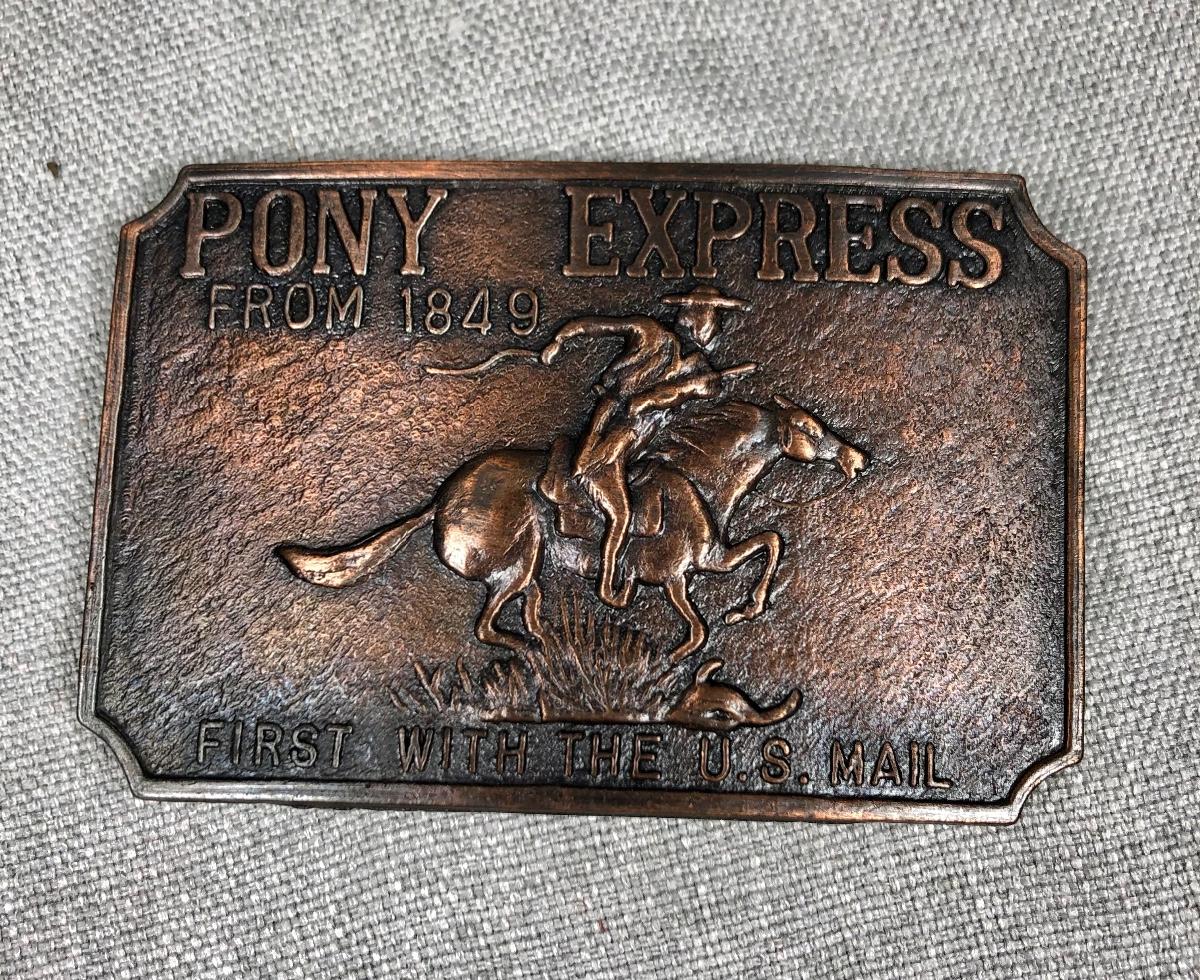 PONY EXPRESS
FROM 1849
FIRST WITH THE U.S. MAIL